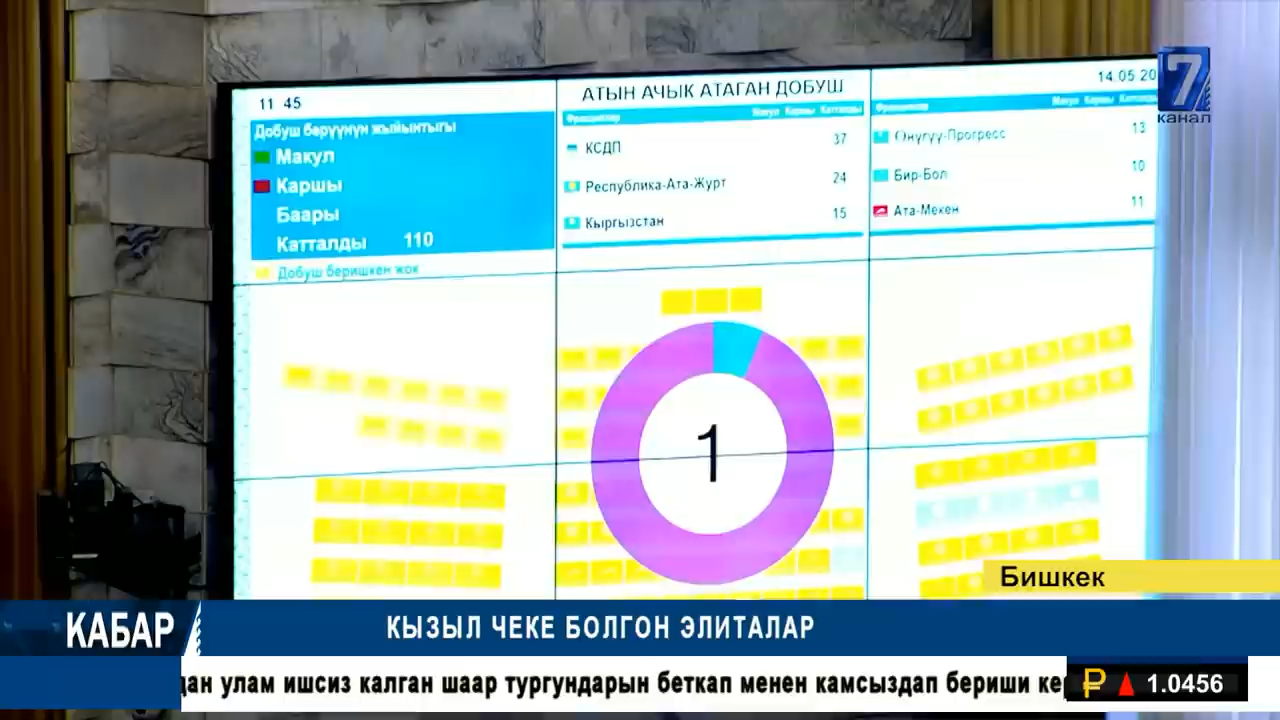 11 45
Добуш берүүнүн жыйынтыгы
Макул
Каршы
Баары
Катталды 110
Добуш беришкен жок
АТЫН АЧЫК АТАГАН ДОБУШ
Фракциялар Макул Каршы Катталды
КСДП 37
Республика-Ата-Журт 24
Кыргызстан 15
14.05.20
Фракциялар Макул Каршы Катталды
Өнүгүү-Прогресс 13
Бир-Бол 10
Ата-Мекен 11
7
канал
1
Бишкек
КАБАР
КЫЗЫЛ ЧЕКЕ БОЛГОН ЭЛИТАЛАР
дан улам ишсиз калган шаар тургундарын беткап менен камсыздап бериши ке
₽ ▲ 1.0456